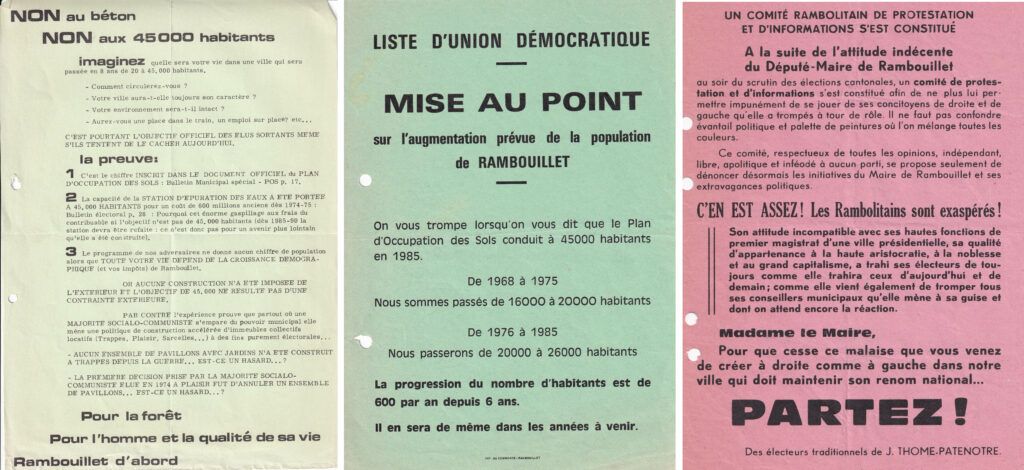 NON au béton
NON aux 45000 habitants
imaginez quelle sera votre vie dans une ville qui sera
passée en 8 ans de 20 à 45,000 habitants,
- Comment circulerez-vous ?
- Votre ville aura-t-elle toujours son caractère ?
- Votre environnement sera-t-il intact ?
- Aurez-vous une place dans le train, un emploi sur place? etc...
C'EST POURTANT L'OBJECTIF OFFICIEL DES ELUS SORTANTS MEME
S'ILS TENTENT DE LE CACHER AUJOURD'HUI,
la preuve:
1 C'est le chiffre INSCRIT DANS LE DOCUMENT OFFICIEL du PLAN
D'OCCUPATION DES SOLS : Bulletin Municipal spécial - POS p. 17,
2 La capacité de la STATION D'EPURATION DES EAUX A ETE PORTEE
A 45,000 HABITANTS pour un coût de 600 millions anciens dès 1974-75 :
Bulletin électoral p, 28 : Pourquoi cet énorme gaspillage aux frais du
contribuable si l'objectif n'est pas de 45,000 habitants (dès 1985-90 la
station devra être refaite : ce n'est donc pas pour un avenir plus lointain
qu'elle a été construite),
3 Le programme de nos adversaires ne donne aucun chiffre de population
alors que TOUTE VOTRE VIE DEPEND DE LA CROISSANCE DEMOGRA-
PHIQUE (et vos impôts) de Rambouillet,
OR AUCUNE CONSTRUCTION N'A ETE IMPOSEE DE
L'EXTERIEUR ET L'OBJECTIF DE 45,000 NE RESULTE PAS D'UNE
CONTRAINTE EXTERIEURE,
PAR CONTRE l'expérience prouve que partout où une
MAJORITE SOCIALO-COMMUNISTE s'empare du pouvoir municipal elle
mène une politique de construction accélérée d'immeubles collectifs
locatifs (Trappes, Plaisir, Sarcelles,...) à des fins purement électorales...
- AUCUN ENSEMBLE DE PAVILLONS AVEC JARDINS N'A ETE CONSTRUIT
A TRAPPES DEPUIS LA GUERRE... EST-CE UN HASARD...?
- LA PREMIERE DECISION PRISE PAR LA MAJORITE SOCIALO-
COMMUNISTE ELUE EN 1974 A PLAISIR FUT D'ANNULER UN ENSEMBLE
DE PAVILLONS,.. EST-CE UN HASARD,..?
Pour la forêt
Pour l'homme et la qualité de sa vie
Rambouillet d'abord
LISTE D'UNION DÉMOCRATIQUE
MISE AU POINT
sur l'augmentation prévue de la population
de RAMBOUILLET
On vous trompe lorsqu'on vous dit que le Plan
d'Occupation des Sols conduit à 45000 habitants
en 1985.
De 1968 à 1975
Nous sommes passés de 16000 à 20000 habitants
De 1976 à 1985
Nous passerons de 20000 à 26000 habitants
La progression du nombre d'habitants est de
600 par an depuis 6 ans.
Il en sera de même dans les années à venir.
UN COMITÉ RAMBOLITAIN DE PROTESTATION
ET D'INFORMATIONS S'EST CONSTITUÉ
A la suite de l'attitude indécente
du Député-Maire de Rambouillet
au soir du scrutin des élections cantonales, un comité de protes-
tation et d'informations s'est constitué afin de ne plus lui per-
mettre impunément de se jouer de ses concitoyens de droite et de
gauche qu'elle a trompés à tour de rôle. Il ne faut pas confondre
évantail politique et palette de peintures où l'on mélange toutes les
couleurs.
Ce comité, respectueux de toutes les opinions, indépendant,
libre, apolitique et inféodé à aucun parti, se propose seulement de
dénoncer désormais les initiatives du Maire de Rambouillet et ses
extravagances politiques.
C'EN EST ASSEZ! Les Rambolitains sont exaspérés!
Son attitude incompatible avec ses hautes fonctions de
premier magistrat d'une ville présidentielle, sa qualité
d'appartenance à la haute aristocratie, à la noblesse
et au grand capitalisme, a trahi ses électeurs de tou-
jours comme elle trahira ceux d'aujourd'hui et de
demain; comme elle vient également de tromper tous
ses conseillers municipaux qu'elle mène à sa guise et
dont on attend encore la réaction.
Madame le Maire,
Pour que cesse ce malaise que vous venez
de créer à droite comme à gauche dans notre
ville qui doit maintenir son renom national...
PARTEZ!
Des électeurs traditionnels de J. THOME-PATENOTRE.